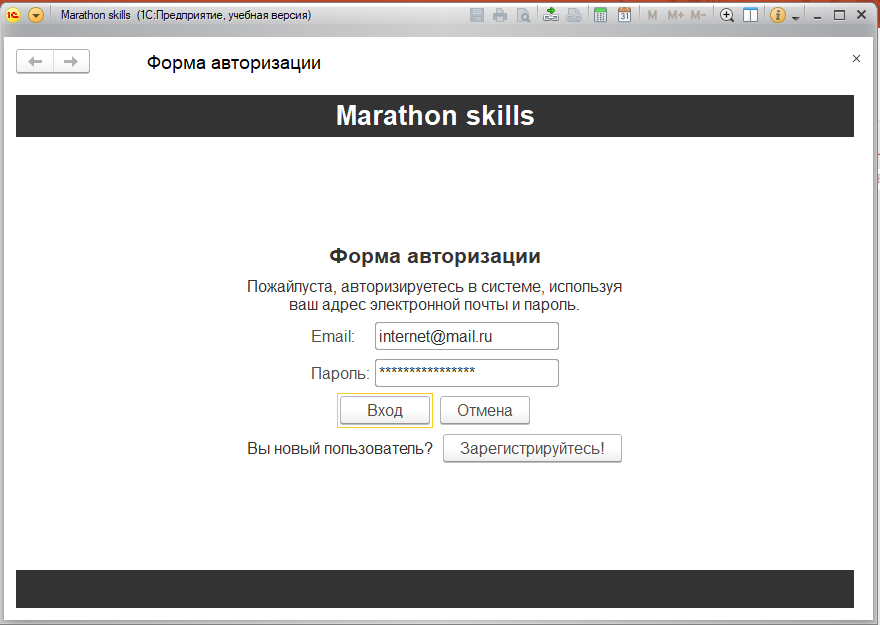 Marathon skills (1С:Предприятие, учебная версия)
31
M M+ M-
Форма авторизации
Marathon skills
Форма авторизации
Пожайлуста, авторизируетесь в системе, используя
ваш адрес электронной почты и пароль.
Email: internet@mail.ru
Пароль: ****************
Вход Отмена
Вы новый пользователь? Зарегистрируйтесь!